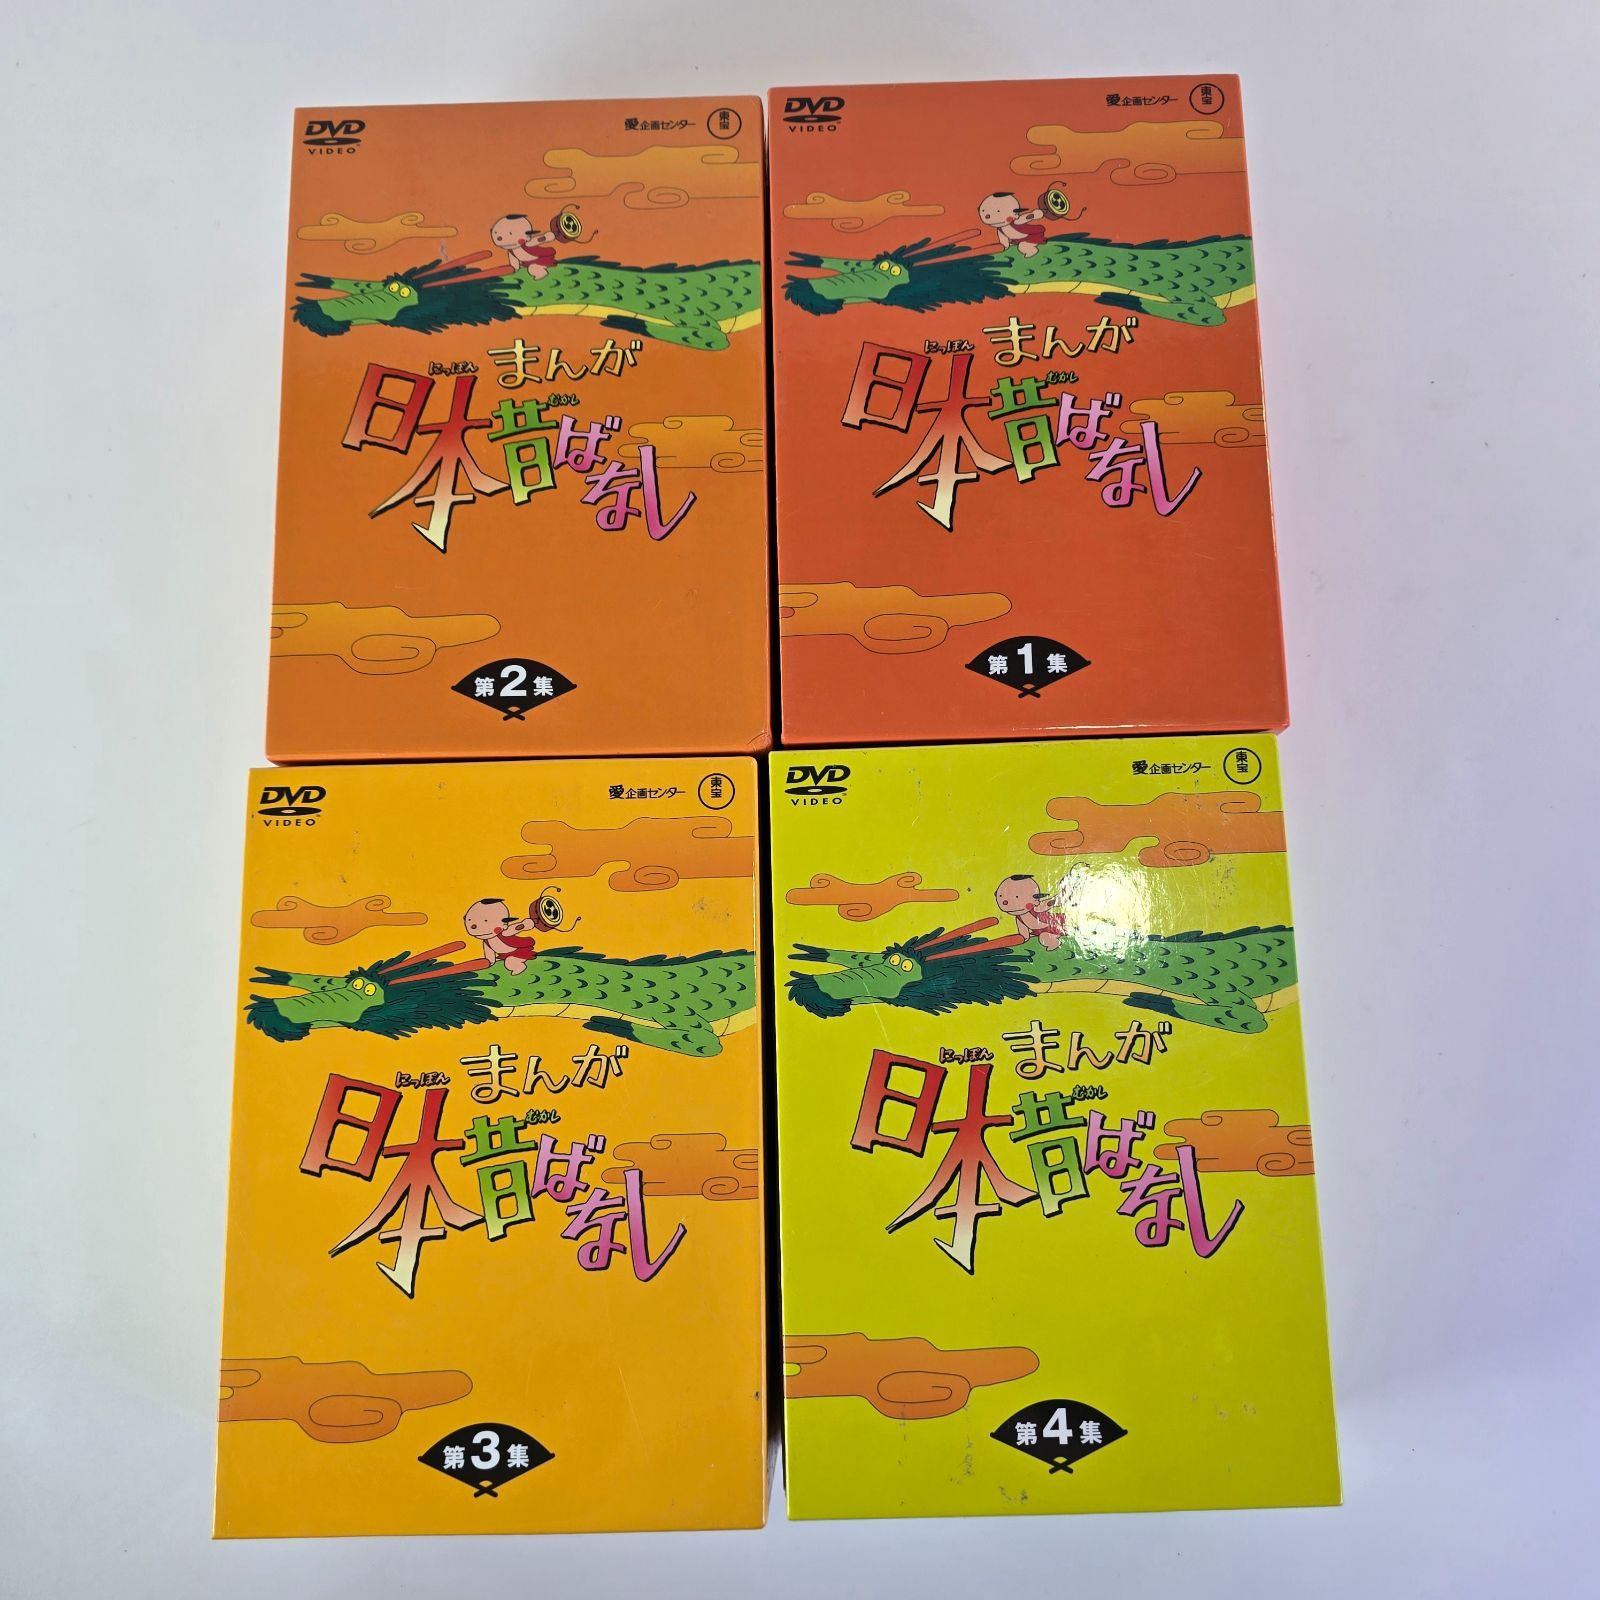 DVD
VIDEO
愛企画センター
東宝
まんが
にっぽん
日本
むかし
昔ばなし
第2集
DVD
VIDEO
愛企画センター
東宝
まんが
にっぽん
日本
むかし
昔ばなし
第1集
DVD
VIDEO
愛企画センター
東宝
まんが
にっぽん
日本
むかし
昔ばなし
第3集
DVD
VIDEO
愛企画センター
東宝
まんが
にっぽん
日本
むかし
昔ばなし
第4集